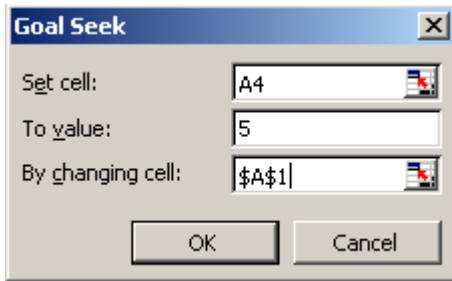 Goal Seek
Set cell: A4
To value: 5
By changing cell: $A$1
OK Cancel